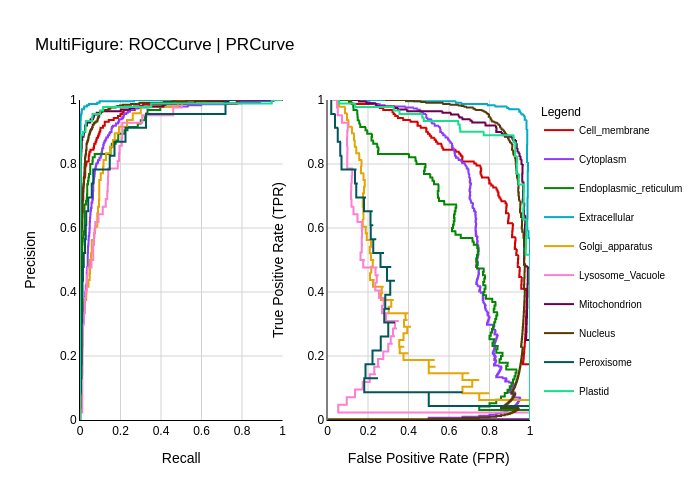 MultiFigure: ROCCurve | PRCurve
Precision
1
0.8
0.6
0.4
0.2
0
0 0.2 0.4 0.6 0.8 1
Recall
True Positive Rate (TPR)
1
0.8
0.6
0.4
0.2
0
0 0.2 0.4 0.6 0.8 1
False Positive Rate (FPR)
Legend
Cell_membrane
Cytoplasm
Endoplasmic_reticulum
Extracellular
Golgi_apparatus
Lysosome_Vacuole
Mitochondrion
Nucleus
Peroxisome
Plastid